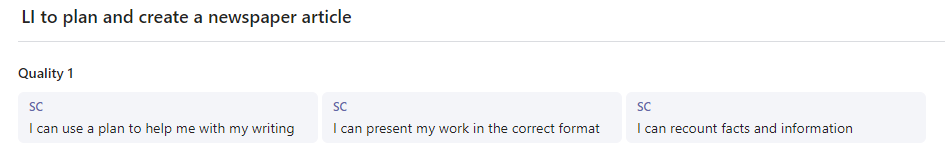 LI to plan and create a newspaper article
Quality 1
SC
I can use a plan to help me with my writing
SC
I can present my work in the correct format
SC
I can recount facts and information